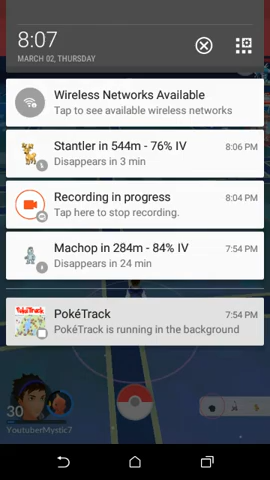 8:07
MARCH 02, THURSDAY
Wireless Networks Available
Tap to see available wireless networks
Stantler in 544m - 76% IV 8:06 PM
Disappears in 3 min
Recording in progress 8:04 PM
Tap here to stop recording.
Machop in 284m - 84% IV 7:54 PM
Disappears in 24 min
PokéTrack
PokéTrack 7:54 PM
PokéTrack is running in the background
30
YoutuberMystic7